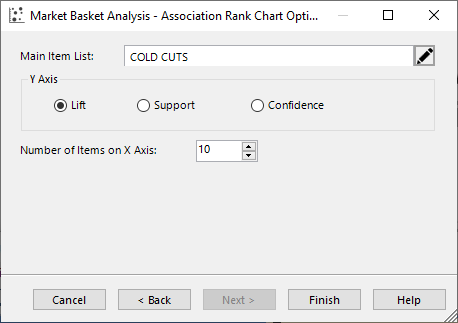 Market Basket Analysis - Association Rank Chart Opti...
Main Item List: COLD CUTS
Y Axis
Lift Support Confidence
Number of Items on X Axis: 10
Cancel < Back Next > Finish Help